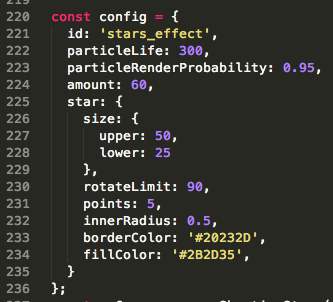 220 const config = {
221   id: 'stars_effect',
222   particleLife: 300,
223   particleRenderProbability: 0.95,
224   amount: 60,
225   star: {
226     size: {
227       upper: 50,
228       lower: 25
229     },
230     rotateLimit: 90,
231     points: 5,
232     innerRadius: 0.5,
233     borderColor: '#20232D',
234     fillColor: '#2B2D35',
235   }
236 };